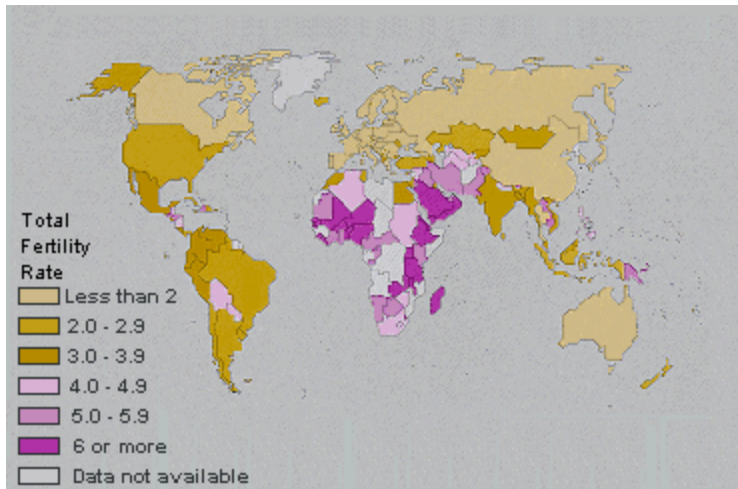 Total
Fertility
Rate
Less than 2
2.0 - 2.9
3.0 - 3.9
4.0 - 4.9
5.0 - 5.9
6 or more
Data not available